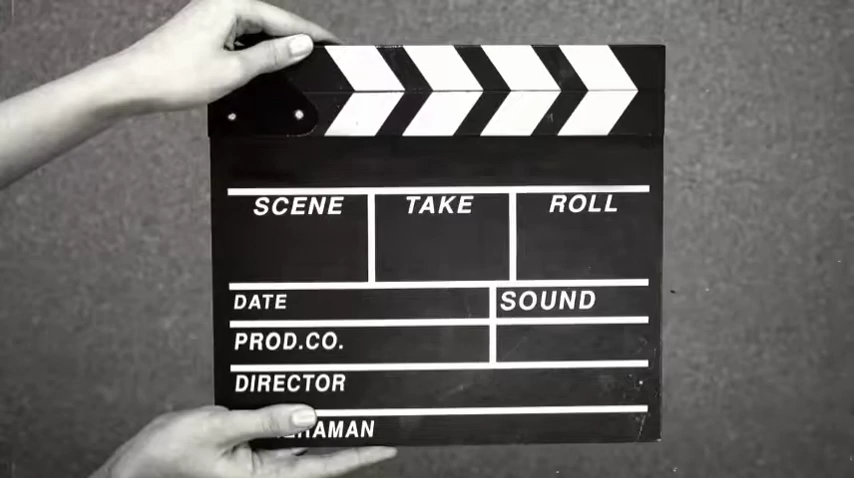 SCENE TAKE ROLL
DATE SOUND
PROD.CO.
DIRECTOR